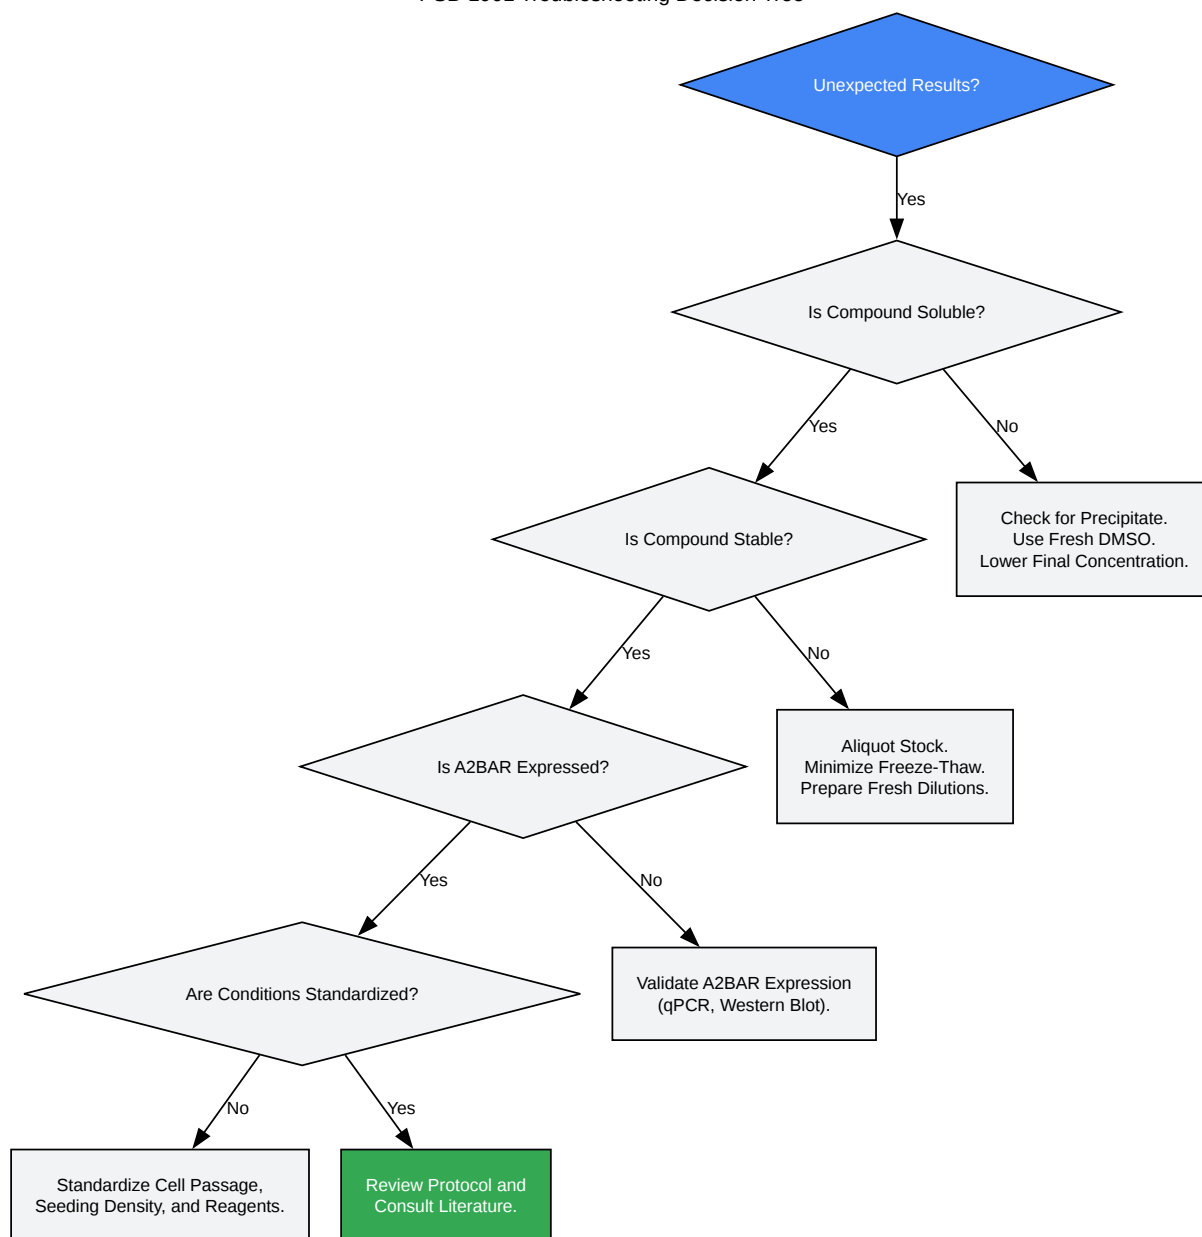 Troubleshooting Decision Tree
Unexpected Results?
Yes
Is Compound Soluble?
Yes
No
Is Compound Stable?
Check for Precipitate.
Use Fresh DMSO.
Lower Final Concentration.
Yes
No
Is A2BAR Expressed?
Aliquot Stock.
Minimize Freeze-Thaw.
Prepare Fresh Dilutions.
Yes
No
Are Conditions Standardized?
Validate A2BAR Expression
(qPCR, Western Blot).
No
Yes
Standardize Cell Passage,
Seeding Density, and Reagents.
Review Protocol and
Consult Literature.